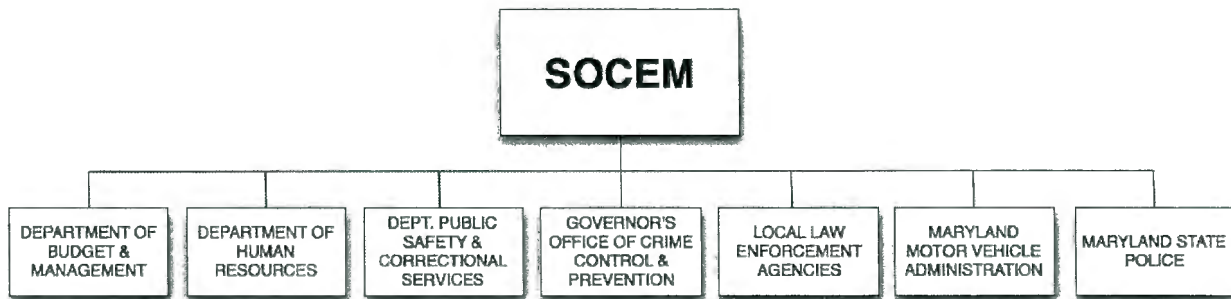 SOCEM
DEPARTMENT OF
BUDGET &
MANAGEMENT
DEPARTMENT OF
HUMAN
RESOURCES
DEPT. PUBLIC
SAFETY &
CORRECTIONAL
SERVICES
GOVERNOR'S
OFFICE OF CRIME
CONTROL &
PREVENTION
LOCAL LAW
ENFORCEMENT
AGENCIES
MARYLAND
MOTOR VEHICLE
ADMINISTRATION
MARYLAND STATE
POLICE